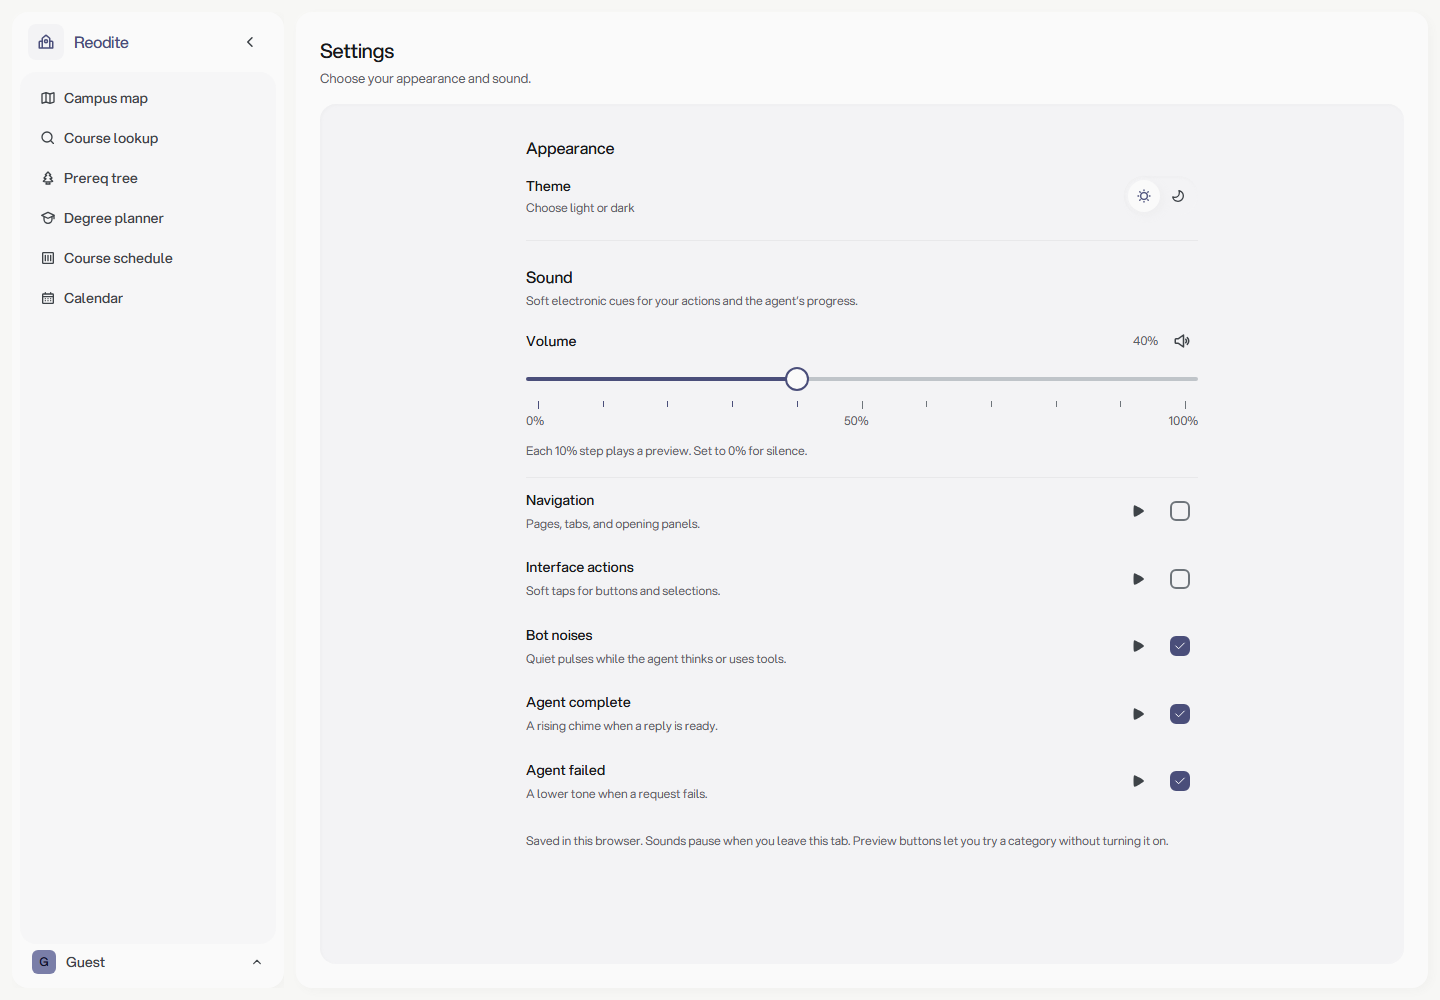 Reodite
Campus map
Course lookup
Prereq tree
Degree planner
Course schedule
Calendar
G
Guest
Settings
Choose your appearance and sound.
Appearance
Theme
Choose light or dark
Sound
Soft electronic cues for your actions and the agent's progress.
Volume
40%
0%
50%
100%
Each 10% step plays a preview. Set to 0% for silence.
Navigation
Pages, tabs, and opening panels.
Interface actions
Soft taps for buttons and selections.
Bot noises
Quiet pulses while the agent thinks or uses tools.
Agent complete
A rising chime when a reply is ready.
Agent failed
A lower tone when a request fails.
Saved in this browser. Sounds pause when you leave this tab. Preview buttons let you try a category without turning it on.